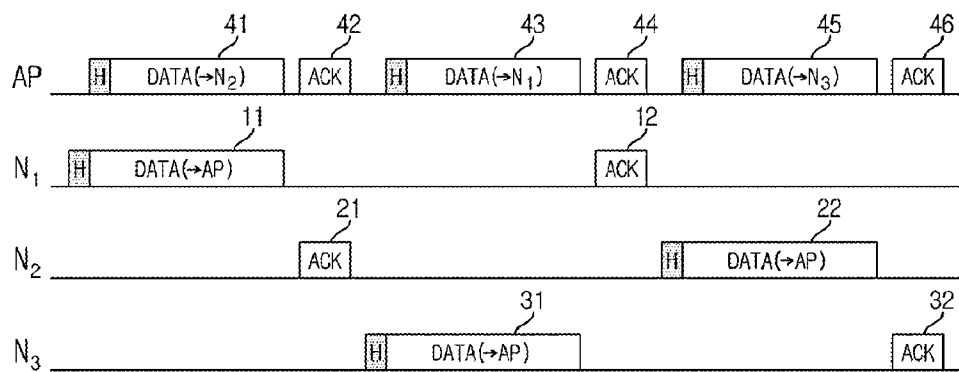 41 42 43 44 45 46
AP H DATA(→N₂) ACK H DATA(→N₁) ACK H DATA(→N₃) ACK
11 12
N₁ H DATA(→AP) ACK
21 22
N₂ ACK H DATA(→AP)
31 32
N₃ H DATA(→AP) ACK